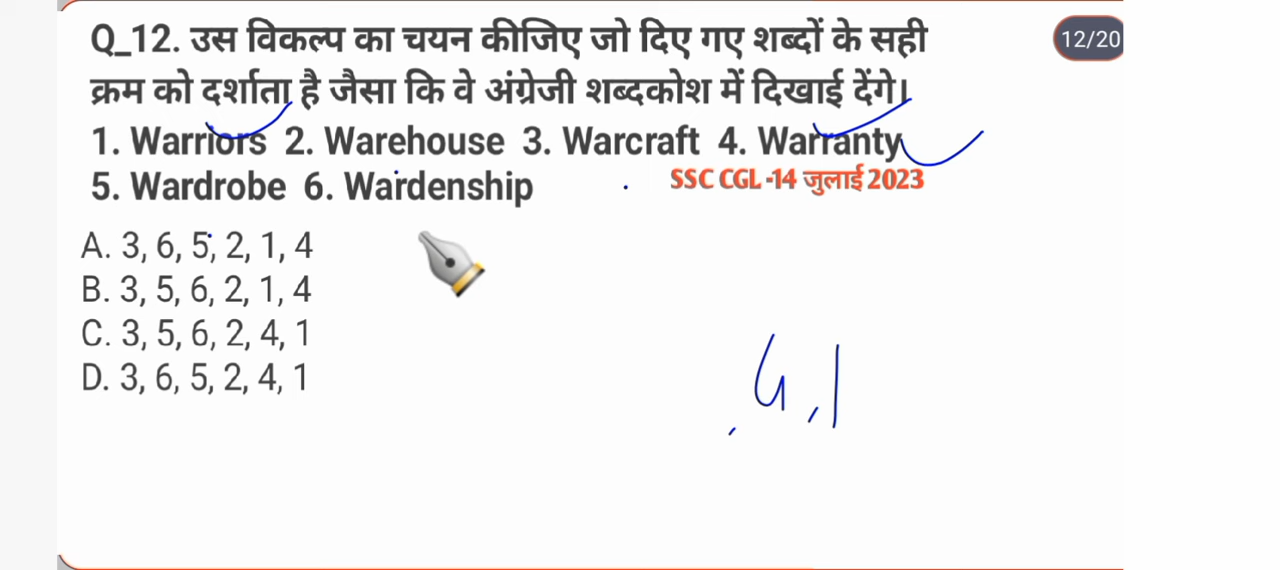 Q_12. उस विकल्प का चयन कीजिए जो दिए गए शब्दों के सही
12/20
क्रम को दर्शाता है जैसा कि वे अंग्रेजी शब्दकोश में दिखाई देंगे।
1. Warriors 2. Warehouse 3. Warcraft 4. Warranty
5. Wardrobe 6. Wardenship
SSC CGL -14 जुलाई 2023
A. 3, 6, 5, 2, 1, 4
B. 3, 5, 6, 2, 1, 4
C. 3, 5, 6, 2, 4, 1
D. 3, 6, 5, 2, 4, 1
4, 1